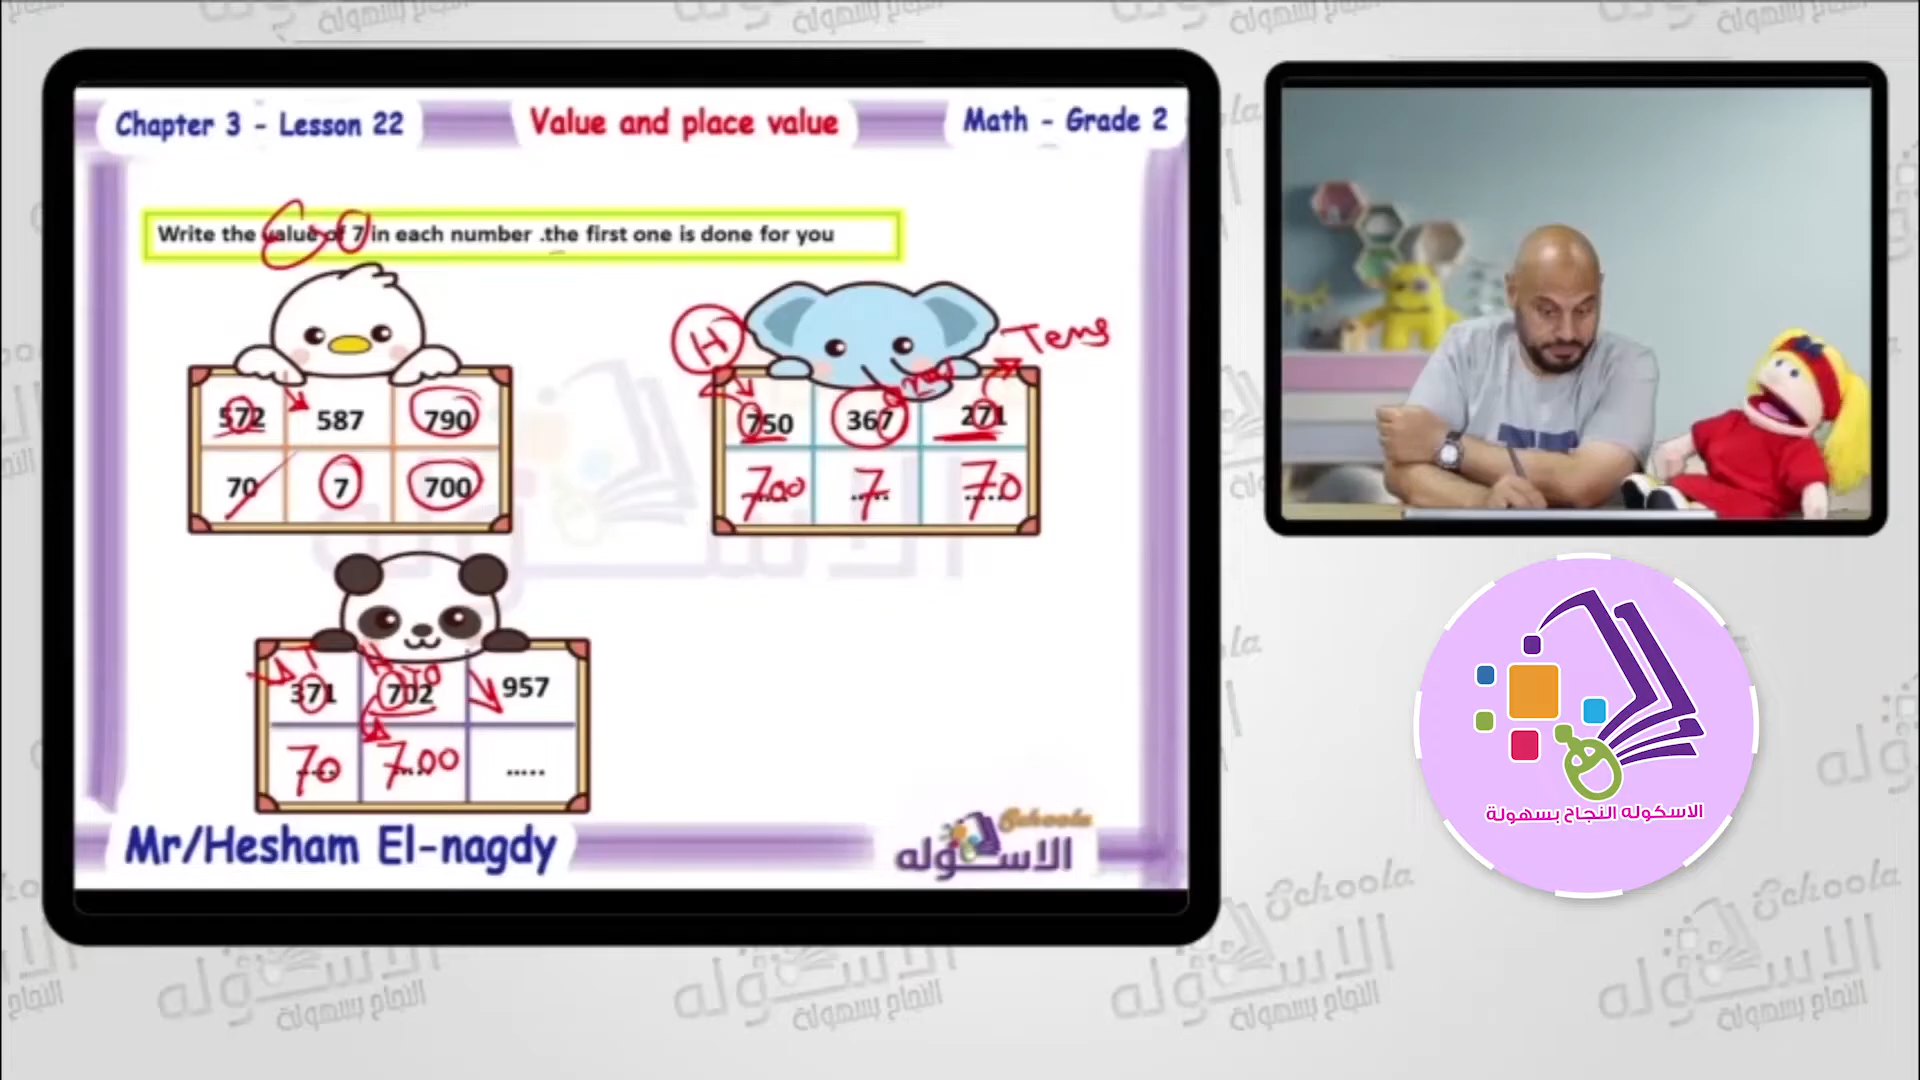 Chapter 3 - Lesson 22
Value and place value
Math - Grade 2
Write the value of 7 in each number .the first one is done for you
H
Tens
572 587 790
70 7 700
750 367 271
700 7 70
T H
371 702 957
70 700 .....
Mr/Hesham El-nagdy
Schoola
الاسكوله
الاسكوله النجاح بسهولة